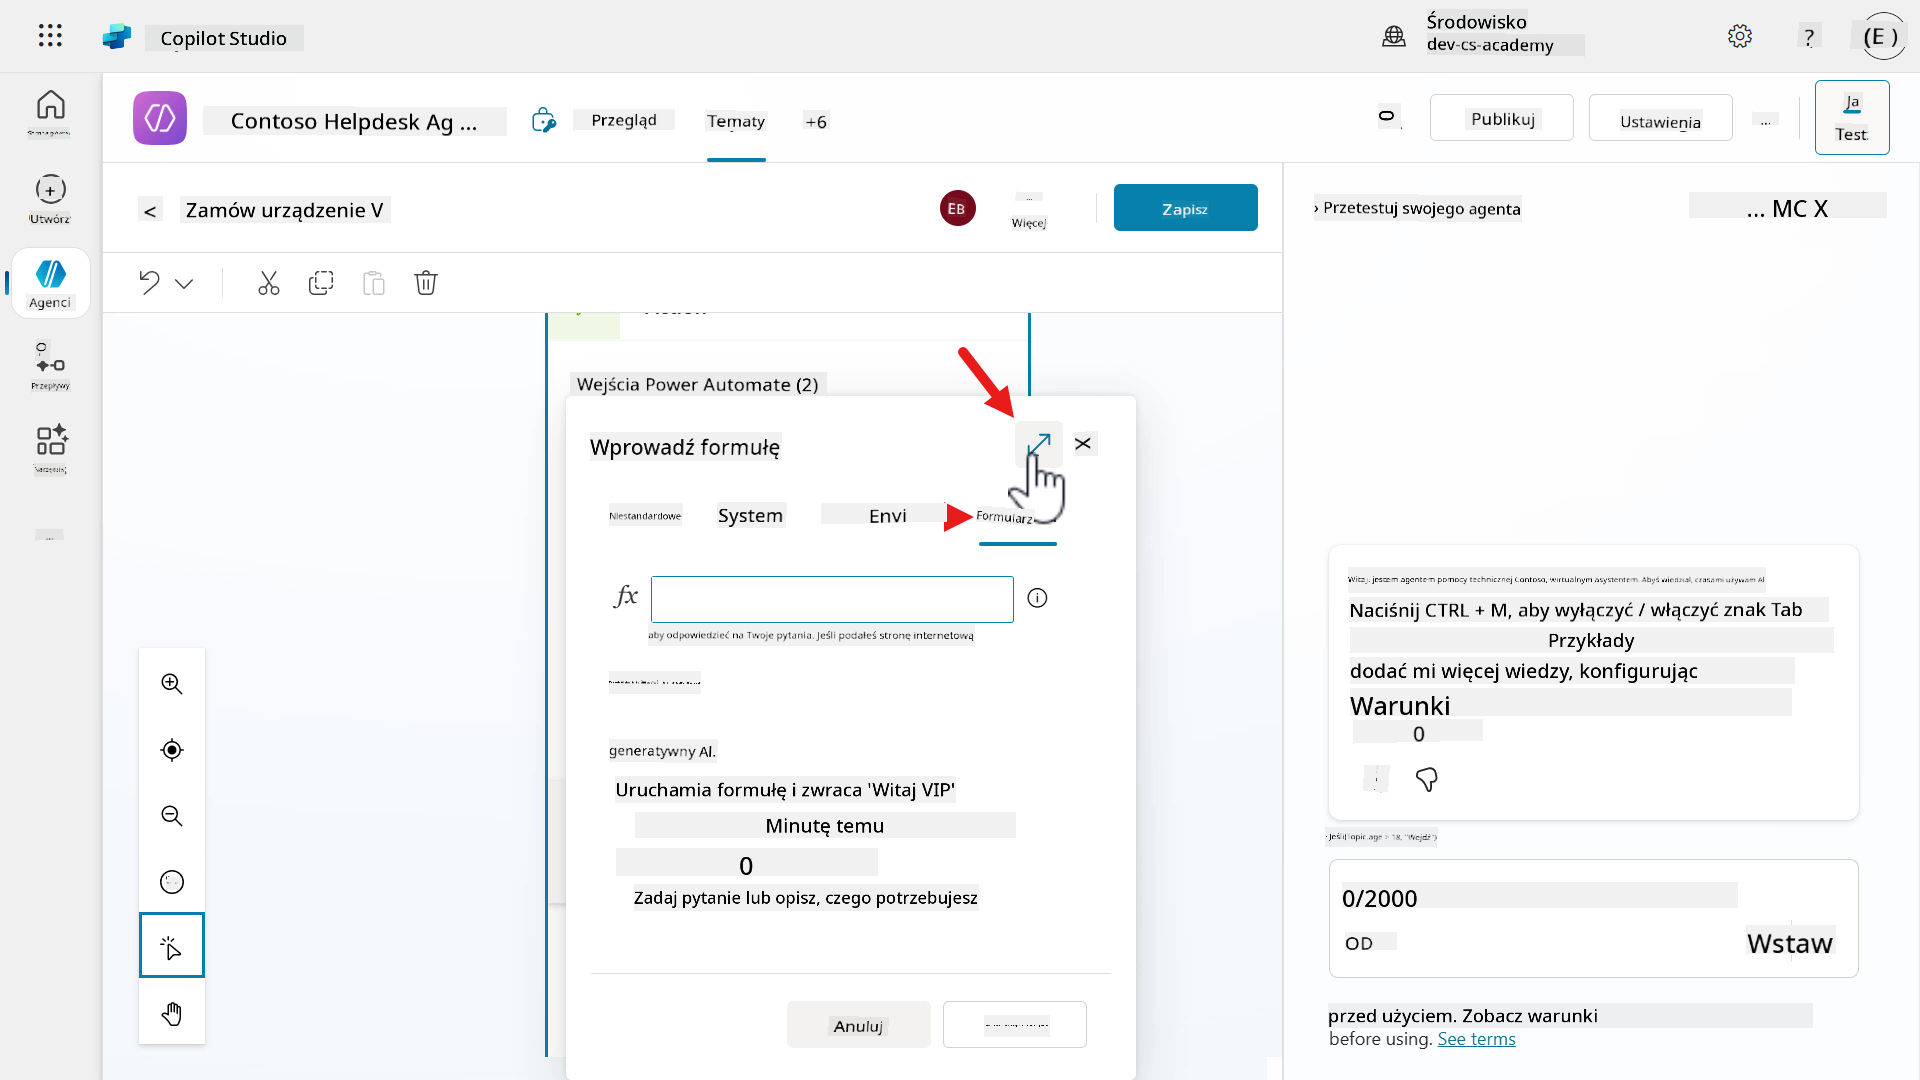 Copilot Studio
Środowisko
dev-cs-academy
?
(E )
Contoso Helpdesk Ag ...
Przegląd
Tematy
+6
Publikuj
Ustawienia
...
Ja
Test
Utwórz
Agenci
Przepływy
Narzędzia
< Zamów urządzenie V
EB
...
Więcej
Zapisz
› Przetestuj swojego agenta
... MC X
Wejścia Power Automate (2)
Wprowadź formułę
Niestandardowe
System
Envi
Formularz
fx
aby odpowiedzieć na Twoje pytania. Jeśli podałeś stronę internetową
generatywny AI.
Uruchamia formułę i zwraca 'Witaj VIP'
Minutę temu
0
Zadaj pytanie lub opisz, czego potrzebujesz
Anuluj
Witaj, jestem agentem pomocy technicznej Contoso, wirtualnym asystentem. Abyś wiedział, czasami używam AI
Naciśnij CTRL + M, aby wyłączyć / włączyć znak Tab
Przykłady
dodać mi więcej wiedzy, konfigurując
Warunki
0
- Jeśli(Topic.age > 18, "Wejdź")
0/2000
OD
Wstaw
przed użyciem. Zobacz warunki
before using. See terms